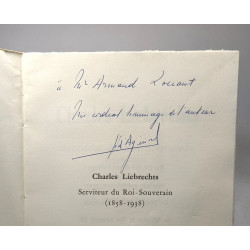 à Mr Armand
cordial hommage de l'auteur
Charles Liebrechts
Serviteur du Roi-Souverain
(1858-1938)